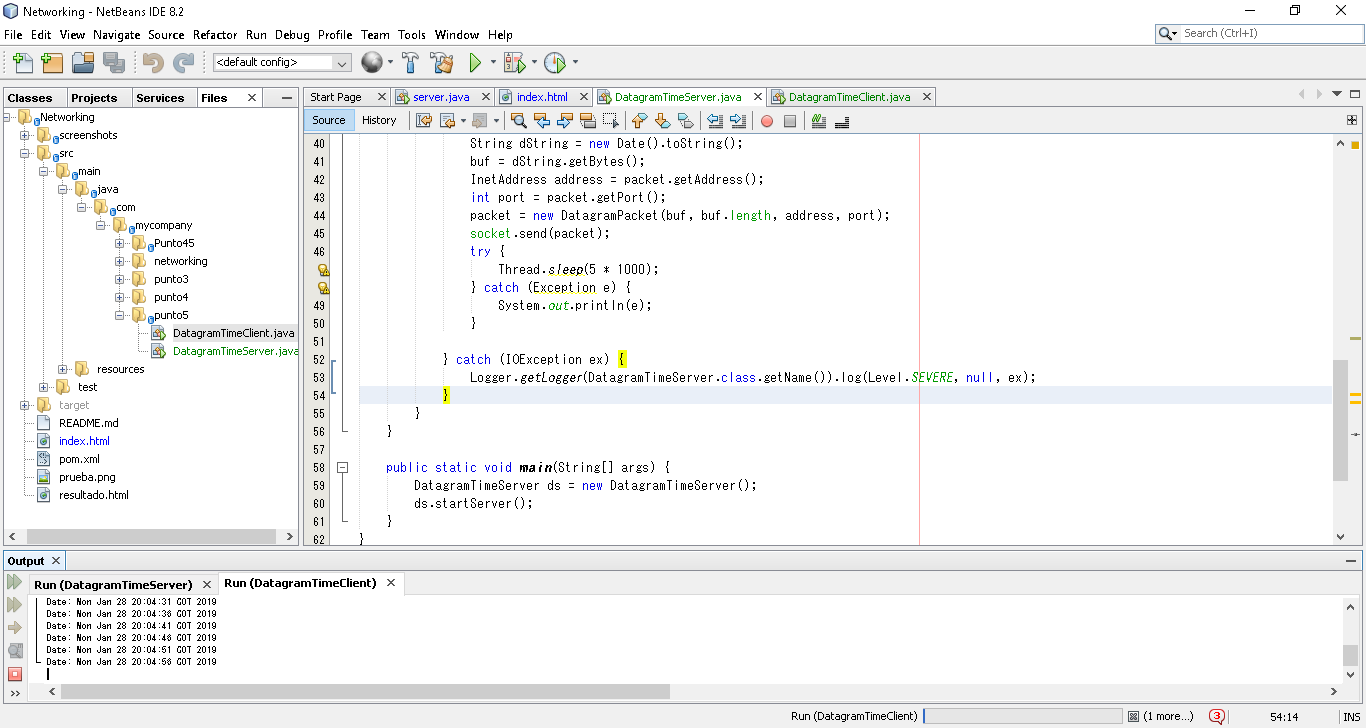 Networking - NetBeans IDE 8.2
File Edit View Navigate Source Refactor Run Debug Profile Team Tools Window Help
Search (Ctrl+I)
<default config>
Classes Projects Services Files
Start Page server.java index.html DatagramTimeServer.java DatagramTimeClient.java
Source History
Networking
screenshots
src
main
java
com
mycompany
Punto45
networking
punto3
punto4
punto5
DatagramTimeClient.java
DatagramTimeServer.java
resources
test
target
README.md
index.html
pom.xml
prueba.png
resultado.html
40 String dString = new Date().toString();
41 buf = dString.getBytes();
42 InetAddress address = packet.getAddress();
43 int port = packet.getPort();
44 packet = new DatagramPacket(buf, buf.length, address, port);
45 socket.send(packet);
46 try {
Thread.sleep(5 * 1000);
} catch (Exception e) {
49 System.out.println(e);
50 }
51
52 } catch (IOException ex) {
53 Logger.getLogger(DatagramTimeServer.class.getName()).log(Level.SEVERE, null, ex);
54 }
55 }
56 }
57
58 public static void main(String[] args) {
59 DatagramTimeServer ds = new DatagramTimeServer();
60 ds.startServer();
61 }
62 }
Output
Run (DatagramTimeServer) Run (DatagramTimeClient)
Date: Mon Jan 28 20:04:31 COT 2019
Date: Mon Jan 28 20:04:36 COT 2019
Date: Mon Jan 28 20:04:41 COT 2019
Date: Mon Jan 28 20:04:46 COT 2019
Date: Mon Jan 28 20:04:51 COT 2019
Date: Mon Jan 28 20:04:56 COT 2019
Run (DatagramTimeClient) (1 more...) 3 54:14 INS